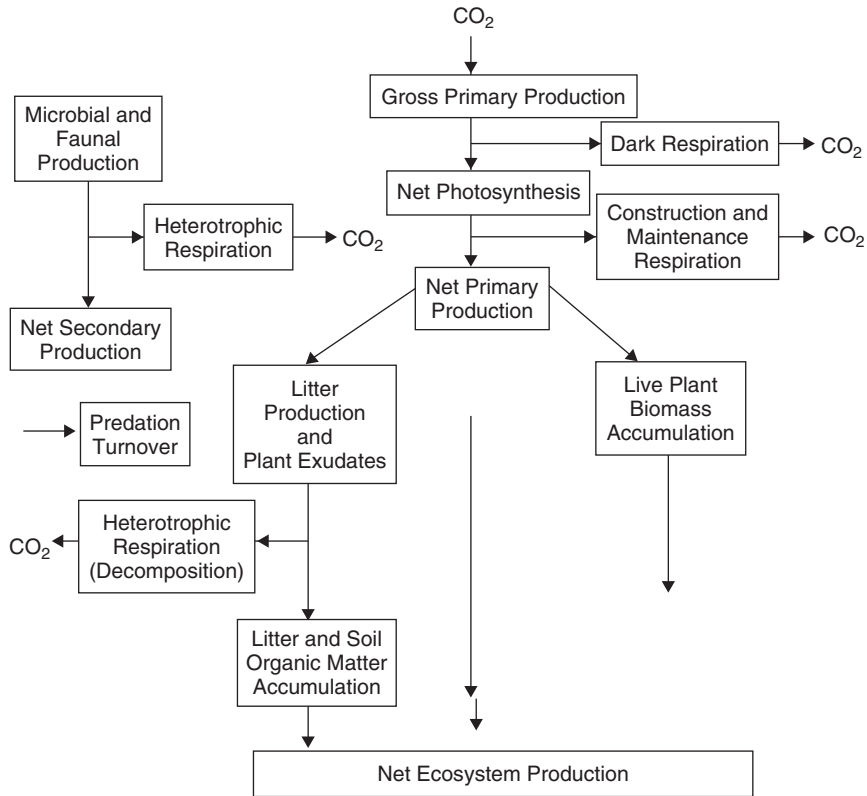 CO2
Gross Primary Production
Microbial and
Faunal
Production
Dark Respiration
CO2
Net Photosynthesis
Heterotrophic
Respiration
CO2
Construction and
Maintenance
Respiration
CO2
Net Primary
Production
Net Secondary
Production
Litter
Production
and
Plant Exudates
Live Plant
Biomass
Accumulation
Predation
Turnover
CO2
Heterotrophic
Respiration
(Decomposition)
Litter and Soil
Organic Matter
Accumulation
Net Ecosystem Production